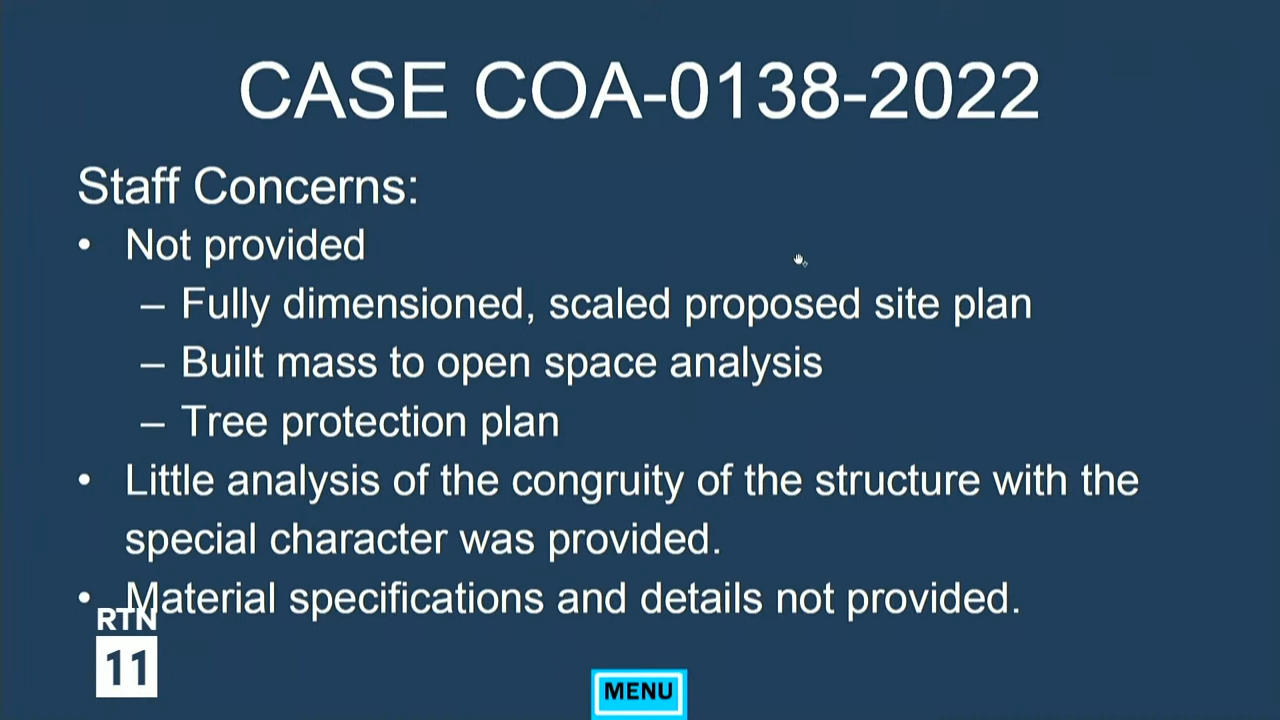 CASE COA-0138-2022
Staff Concerns:
• Not provided
– Fully dimensioned, scaled proposed site plan
– Built mass to open space analysis
– Tree protection plan
• Little analysis of the congruity of the structure with the
special character was provided.
• Material specifications and details not provided.
RTN
11
MENU